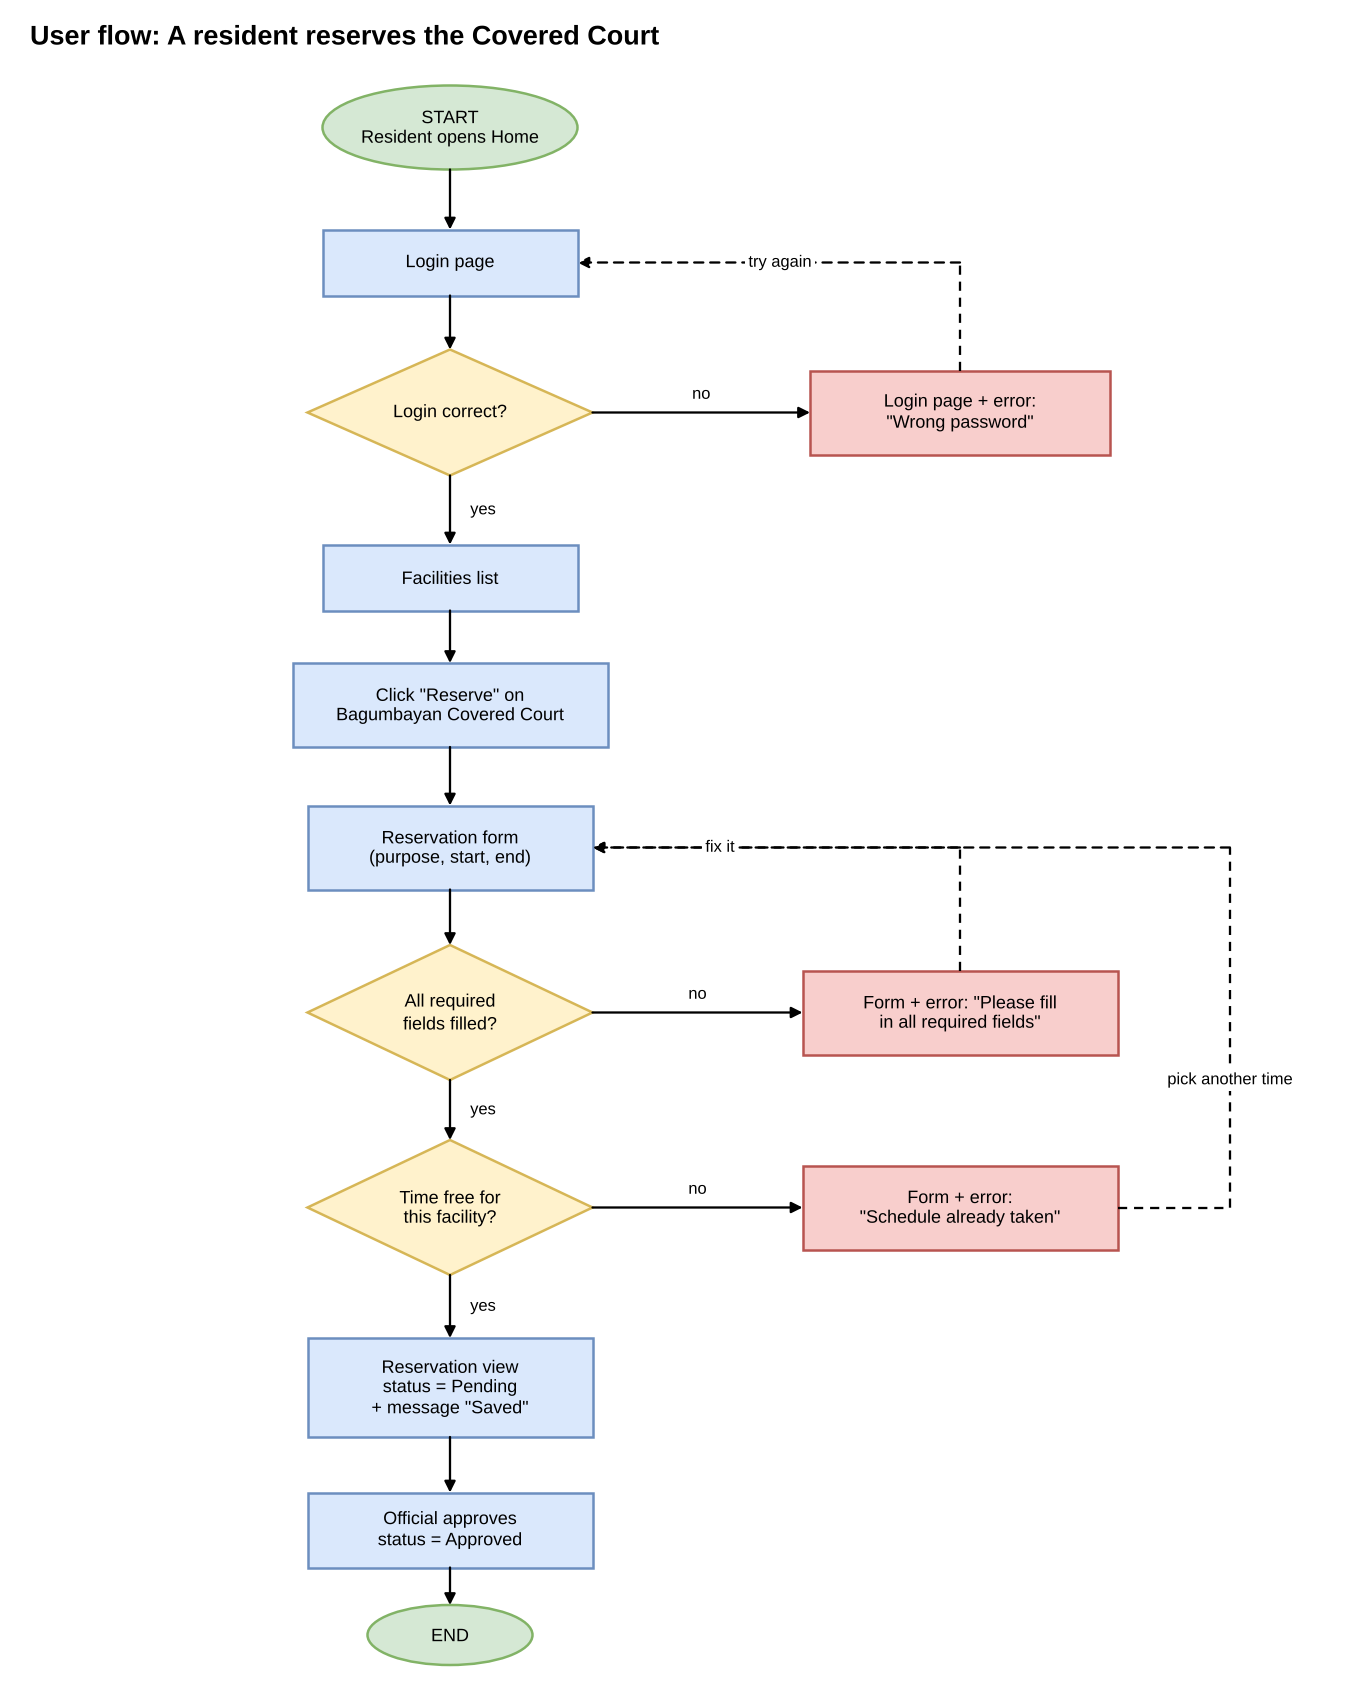 User flow: A resident reserves the Covered Court
START
Resident opens Home
Login page
try again
Login correct?
no
Login page + error:
"Wrong password"
yes
Facilities list
Click "Reserve" on
Bagumbayan Covered Court
Reservation form
(purpose, start, end)
fix it
All required
fields filled?
no
Form + error: "Please fill
in all required fields"
pick another time
yes
Time free for
this facility?
no
Form + error:
"Schedule already taken"
yes
Reservation view
status = Pending
+ message "Saved"
Official approves
status = Approved
END